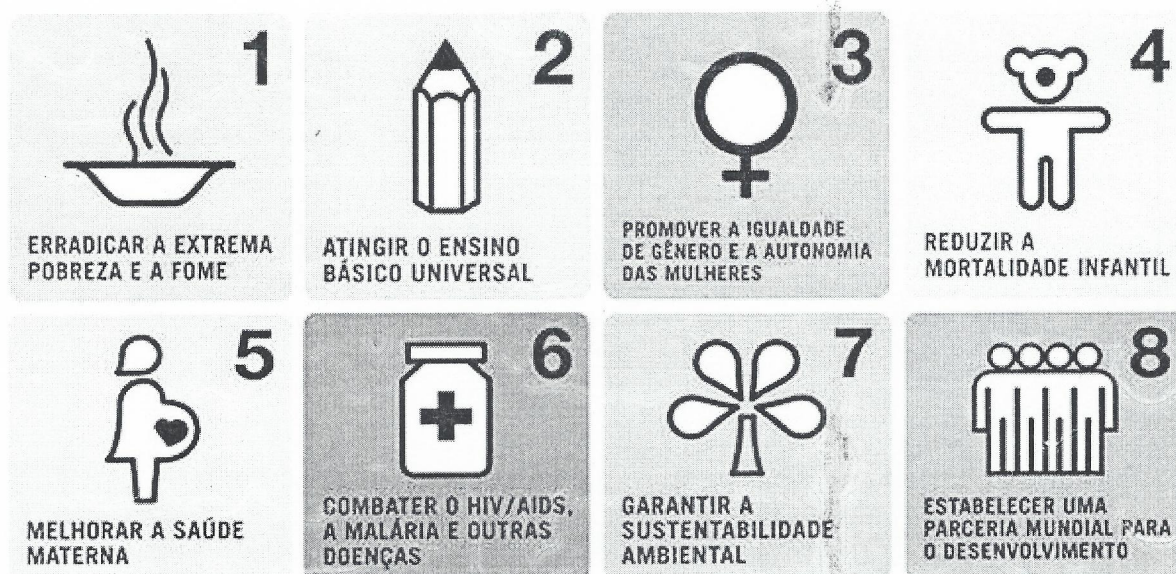 1
ERRADICAR A EXTREMA
POBREZA E A FOME
2
ATINGIR O ENSINO
BÁSICO UNIVERSAL
3
PROMOVER A IGUALDADE
DE GÊNERO E A AUTONOMIA
DAS MULHERES
4
REDUZIR A
MORTALIDADE INFANTIL
5
MELHORAR A SAÚDE
MATERNA
6
COMBATER O HIV/AIDS,
A MALÁRIA E OUTRAS
DOENÇAS
7
GARANTIR A
SUSTENTABILIDADE
AMBIENTAL
8
ESTABELECER UMA
PARCERIA MUNDIAL PARA
O DESENVOLVIMENTO